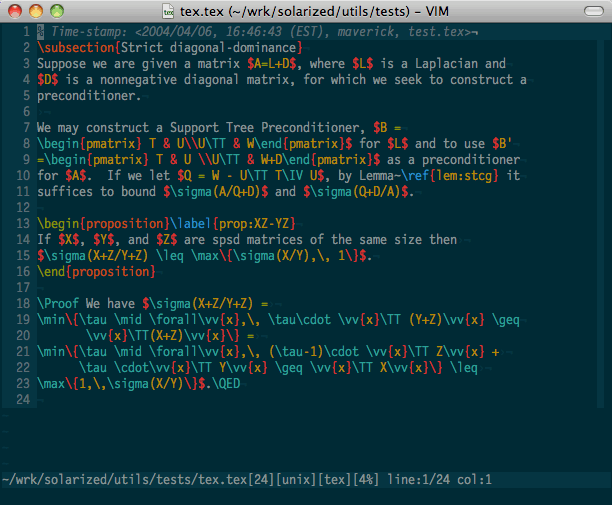 tex.tex (~/wrk/solarized/utils/tests) – VIM
1 % Time-stamp: <2004/04/06, 16:46:43 (EST), maverick, test.tex>¬
2 \subsection{Strict diagonal-dominance}¬
3 Suppose we are given a matrix $A=L+D$, where $L$ is a Laplacian and¬
4 $D$ is a nonnegative diagonal matrix, for which we seek to construct a¬
5 preconditioner.¬
6 ¬
7 We may construct a Support Tree Preconditioner, $B =¬
8 \begin{pmatrix} T & U\\U\TT & W\end{pmatrix}$ for $L$ and to use $B'¬
9 =\begin{pmatrix} T & U \\U\TT & W+D\end{pmatrix}$ as a preconditioner¬
10 for $A$.  If we let $Q = W - U\TT T\IV U$, by Lemma~\ref{lem:stcg} it¬
11 suffices to bound $\sigma(A/Q+D)$ and $\sigma(Q+D/A)$.¬
12 ¬
13 \begin{proposition}\label{prop:XZ-YZ}¬
14 If $X$, $Y$, and $Z$ are spsd matrices of the same size then¬
15 $\sigma(X+Z/Y+Z) \leq \max\{\sigma(X/Y),\, 1\}$.¬
16 \end{proposition}¬
17 ¬
18 \Proof We have $\sigma(X+Z/Y+Z) =¬
19 \min\{\tau \mid \forall\vv{x},\, \tau\cdot \vv{x}\TT (Y+Z)\vv{x} \geq¬
20 \vv{x}\TT(X+Z)\vv{x}\} =¬
21 \min\{\tau \mid \forall\vv{x},\, (\tau-1)\cdot \vv{x}\TT Z\vv{x} +¬
22 \tau \cdot\vv{x}\TT Y\vv{x} \geq \vv{x}\TT X\vv{x}\} \leq¬
23 \max\{1,\,\sigma(X/Y)\}$.\QED¬
24 ¬
~/wrk/solarized/utils/tests/tex.tex[24][unix][tex][4%] line:1/24 col:1